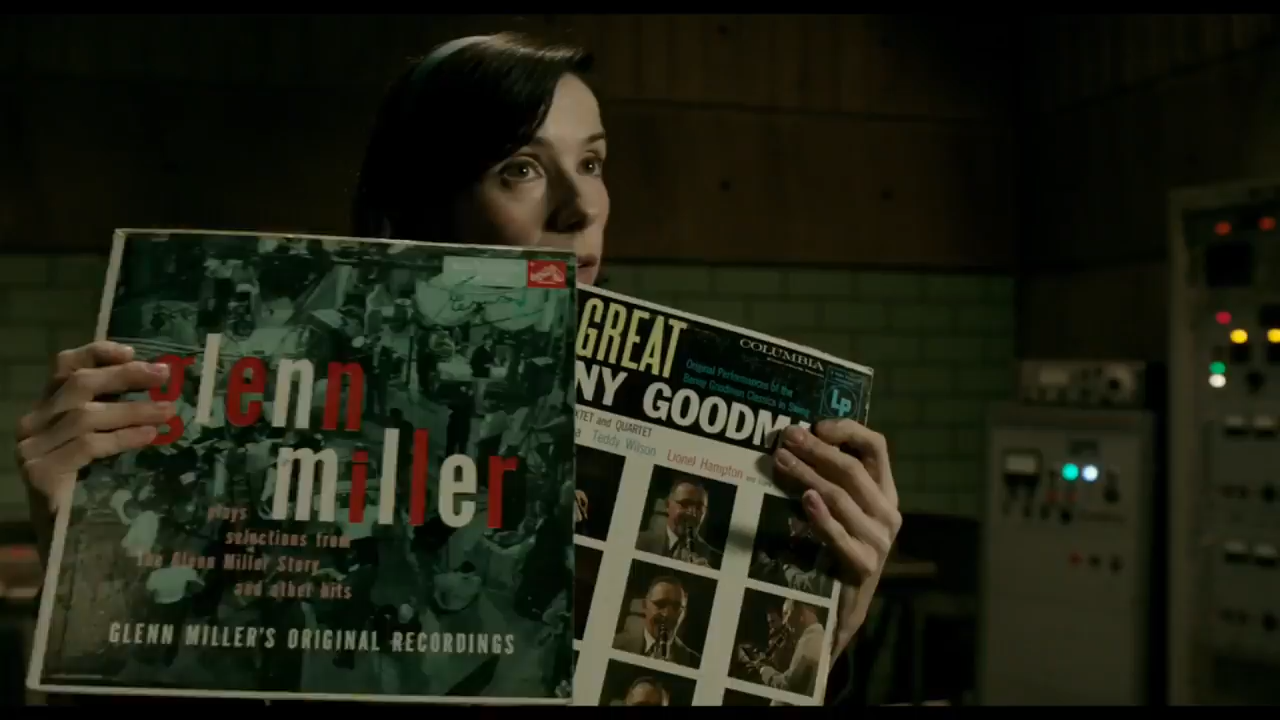 glenn
miller
plays
selections from
the Glenn Miller Story
and other hits
GLENN MILLER'S ORIGINAL RECORDINGS
GREAT
NY GOODM
COLUMBIA
Original Performances of the
Benny Goodman Classics in Swing
LP
TET and QUARTET
Teddy Wilson Lionel Hampton and